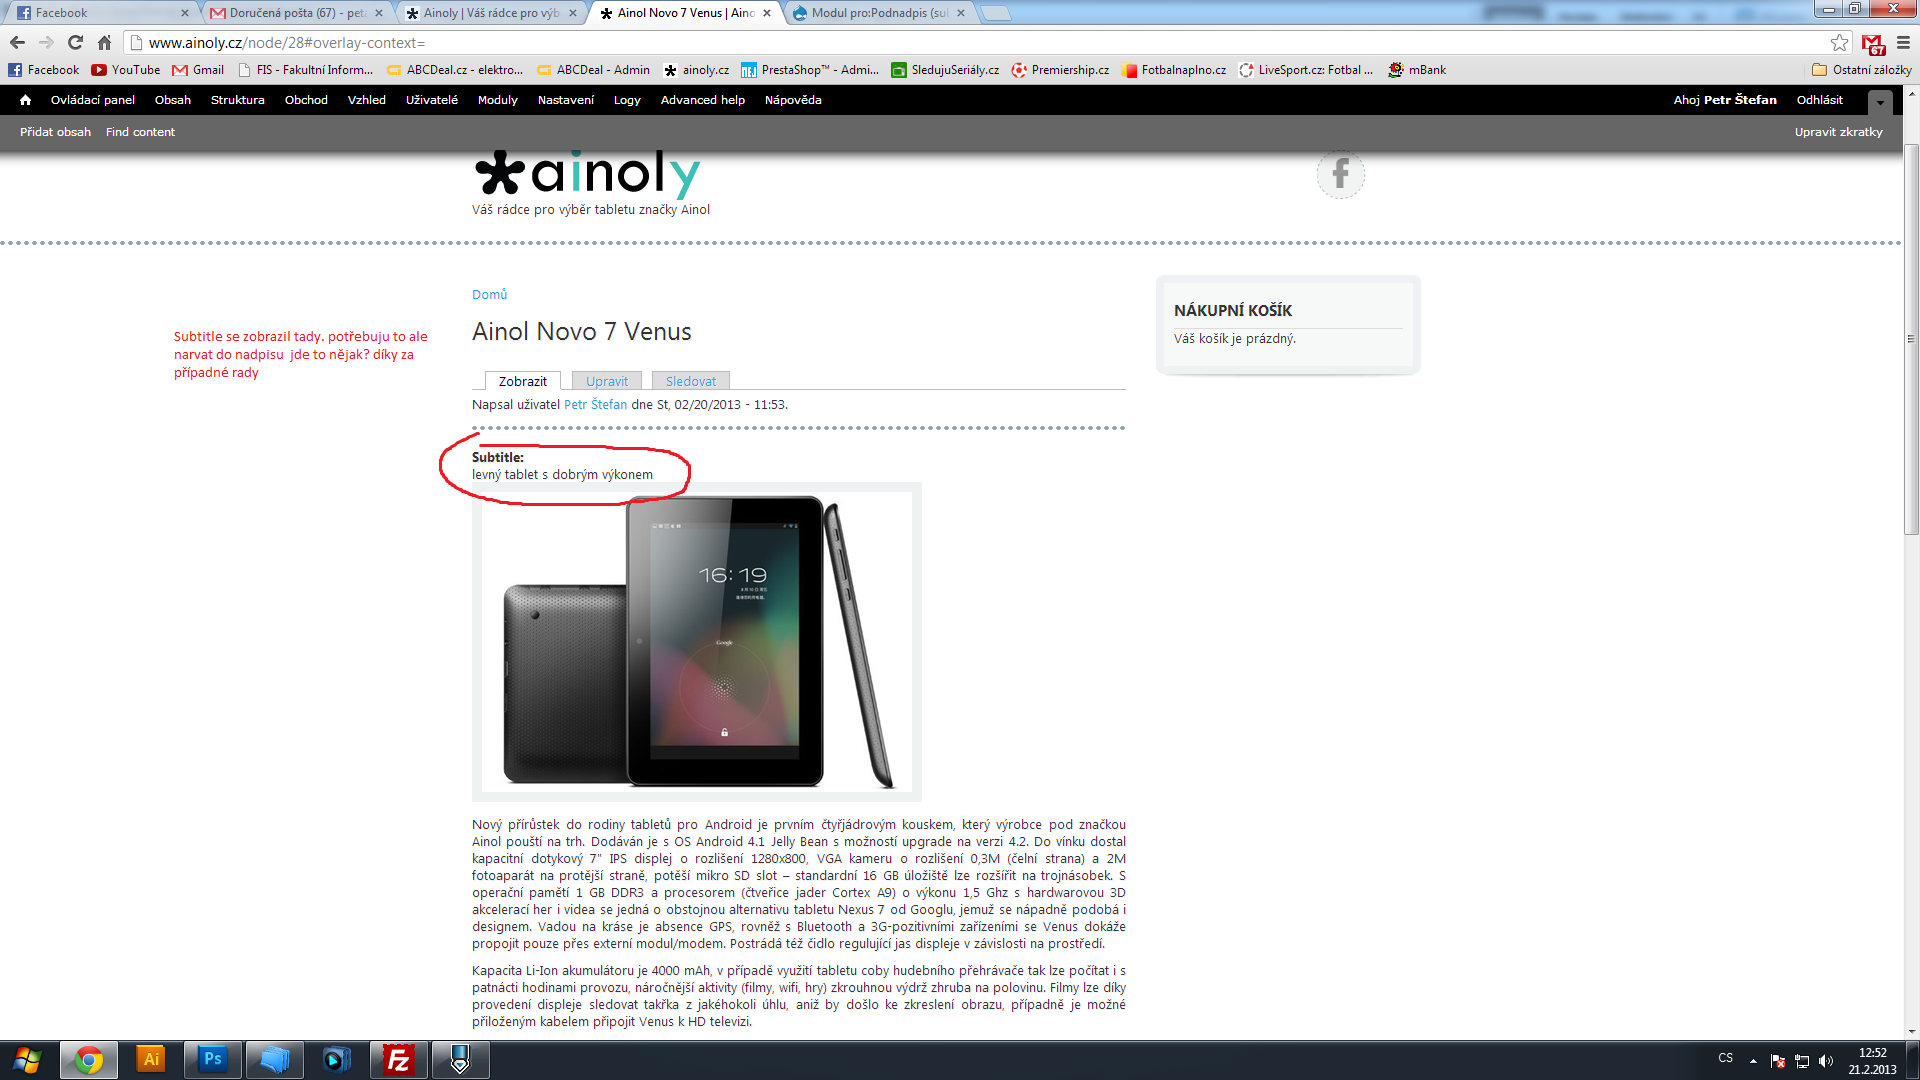 Facebook
Doručená pošta (67) - peta
Ainoly | Váš rádce pro výb
Ainol Novo 7 Venus | Aino
Modul pro:Podnadpis (sul
www.ainoly.cz/node/28#overlay-context=
67
Facebook YouTube Gmail FIS - Fakultní Inform... ABCDeal.cz - elektro... ABCDeal - Admin ainoly.cz PrestaShop™ - Admi... SledujuSeriály.cz Premiership.cz Fotbalnaplno.cz LiveSport.cz: Fotbal ... mBank Ostatní záložky
Ovládací panel Obsah Struktura Obchod Vzhled Uživatelé Moduly Nastavení Logy Advanced help Nápověda Ahoj Petr Štefan Odhlásit
Přidat obsah Find content Upravit zkratky
ainoly
f
Váš rádce pro výběr tabletu značky Ainol
Domů
Ainol Novo 7 Venus
NÁKUPNÍ KOŠÍK
Váš košík je prázdný.
Subtitle se zobrazil tady. potřebuju to ale
narvat do nadpisu jde to nějak? díky za
případné rady
Zobrazit Upravit Sledovat
Napsal uživatel Petr Štefan dne St, 02/20/2013 - 11:53.
Subtitle:
levný tablet s dobrým výkonem
16:19
Google
Nový přírůstek do rodiny tabletů pro Android je prvním čtyřjádrovým kouskem, který výrobce pod značkou
Ainol pouští na trh. Dodáván je s OS Android 4.1 Jelly Bean s možností upgrade na verzi 4.2. Do vínku dostal
kapacitní dotykový 7" IPS displej o rozlišení 1280x800, VGA kameru o rozlišení 0,3M (čelní strana) a 2M
fotoaparát na protější straně, potěší mikro SD slot – standardní 16 GB úložiště lze rozšířit na trojnásobek. S
operační pamětí 1 GB DDR3 a procesorem (čtveřice jader Cortex A9) o výkonu 1,5 Ghz s hardwarovou 3D
akcelerací her i videa se jedná o obstojnou alternativu tabletu Nexus 7 od Googlu, jemuž se nápadně podobá i
designem. Vadou na kráse je absence GPS, rovněž s Bluetooth a 3G-pozitivními zařízeními se Venus dokáže
propojit pouze přes externí modul/modem. Postrádá též čidlo regulující jas displeje v závislosti na prostředí.
Kapacita Li-Ion akumulátoru je 4000 mAh, v případě využití tabletu coby hudebního přehrávače tak lze počítat i s
patnácti hodinami provozu, náročnější aktivity (filmy, wifi, hry) zkrouhnou výdrž zhruba na polovinu. Filmy lze díky
provedení displeje sledovat takřka z jakéhokoli úhlu, aniž by došlo ke zkreslení obrazu, případně je možné
přiloženým kabelem připojit Venus k HD televizi.
Ai
Ps
Fz
CS
12:52
21.2.2013